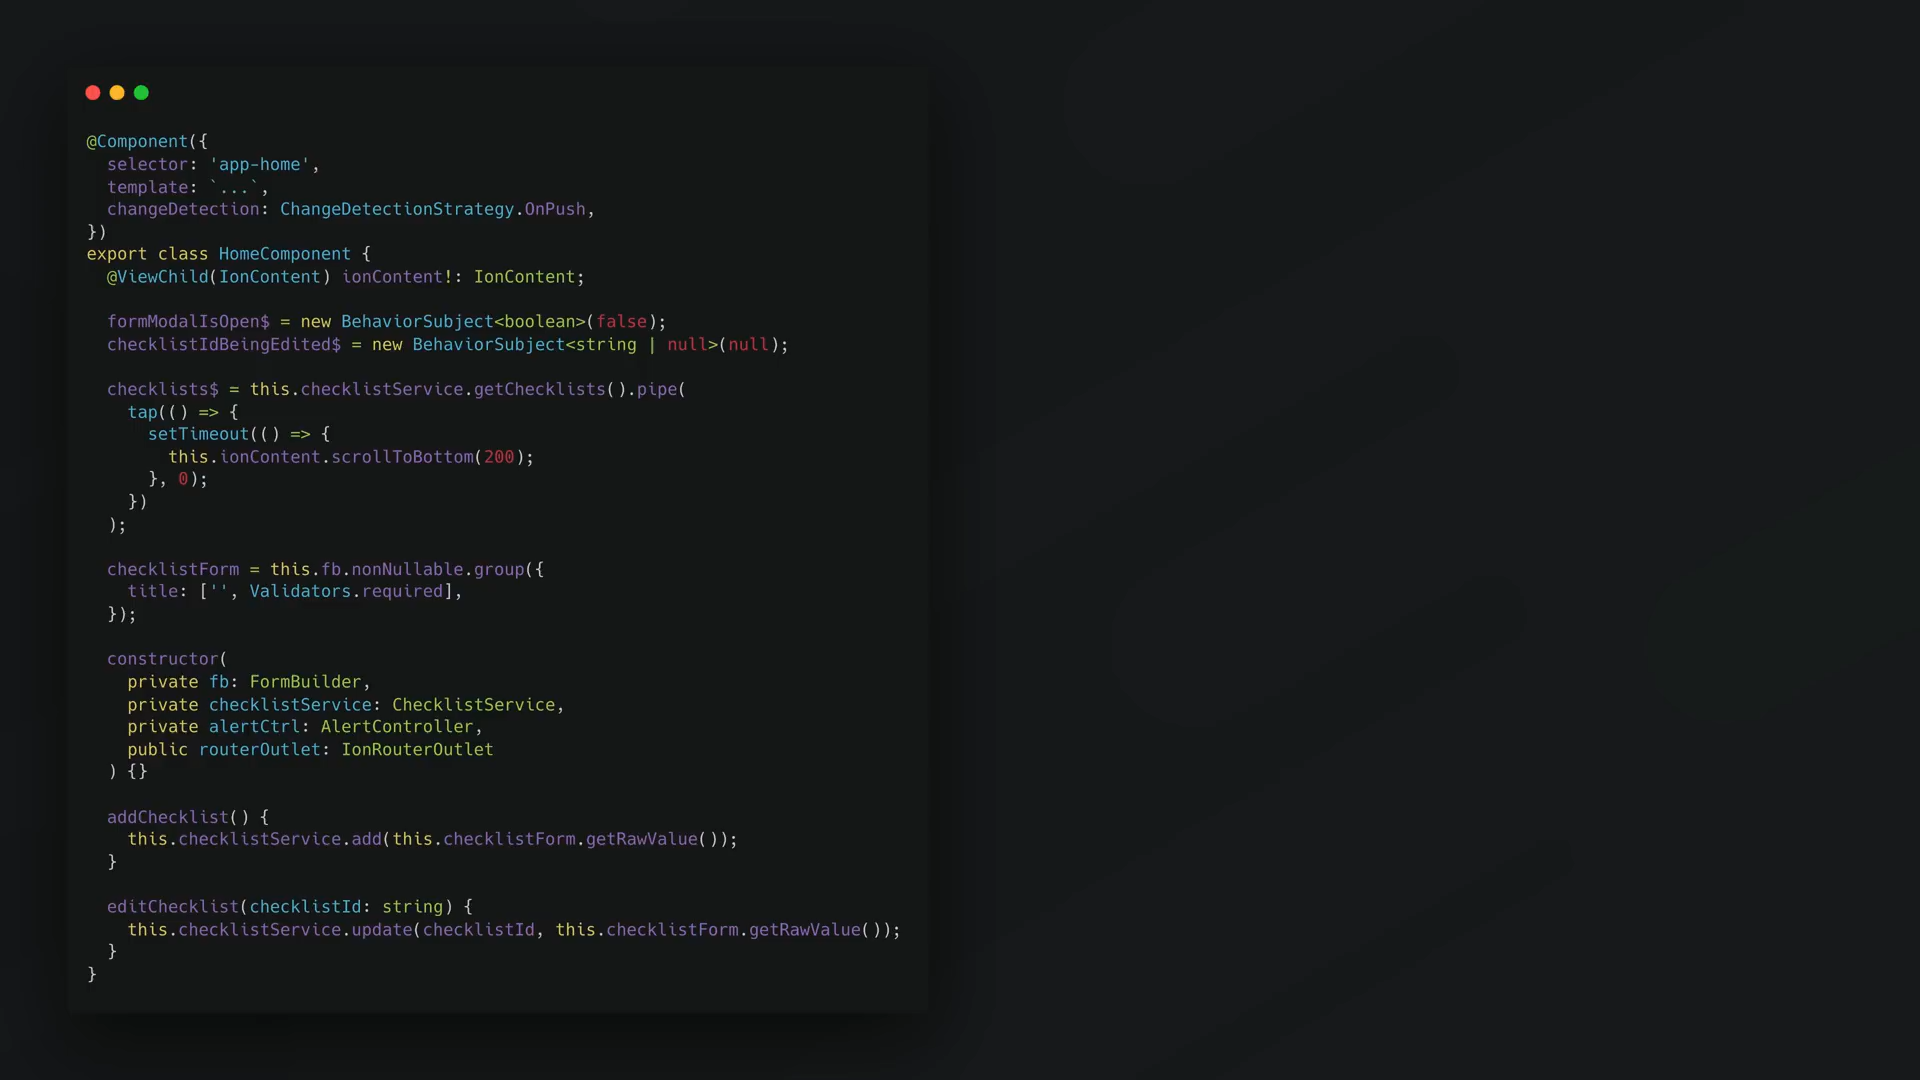 @Component({
  selector: 'app-home',
  template: `...`,
  changeDetection: ChangeDetectionStrategy.OnPush,
})
export class HomeComponent {
  @ViewChild(IonContent) ionContent!: IonContent;

  formModalIsOpen$ = new BehaviorSubject<boolean>(false);
  checklistIdBeingEdited$ = new BehaviorSubject<string | null>(null);

  checklists$ = this.checklistService.getChecklists().pipe(
    tap(() => {
      setTimeout(() => {
        this.ionContent.scrollToBottom(200);
      }, 0);
    })
  );

  checklistForm = this.fb.nonNullable.group({
    title: ['', Validators.required],
  });

  constructor(
    private fb: FormBuilder,
    private checklistService: ChecklistService,
    private alertCtrl: AlertController,
    public routerOutlet: IonRouterOutlet
  ) {}

  addChecklist() {
    this.checklistService.add(this.checklistForm.getRawValue());
  }

  editChecklist(checklistId: string) {
    this.checklistService.update(checklistId, this.checklistForm.getRawValue());
  }
}